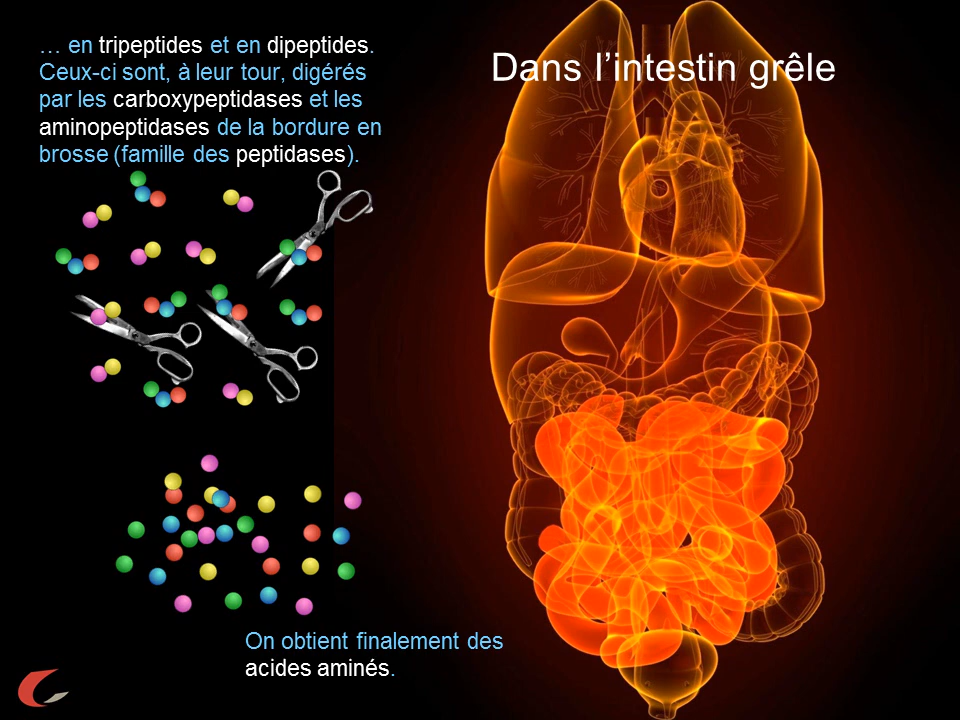 … en tripeptides et en dipeptides.
Ceux-ci sont, à leur tour, digérés
par les carboxypeptidases et les
aminopeptidases de la bordure en
brosse (famille des peptidases).
Dans l’intestin grêle
On obtient finalement des
acides aminés.